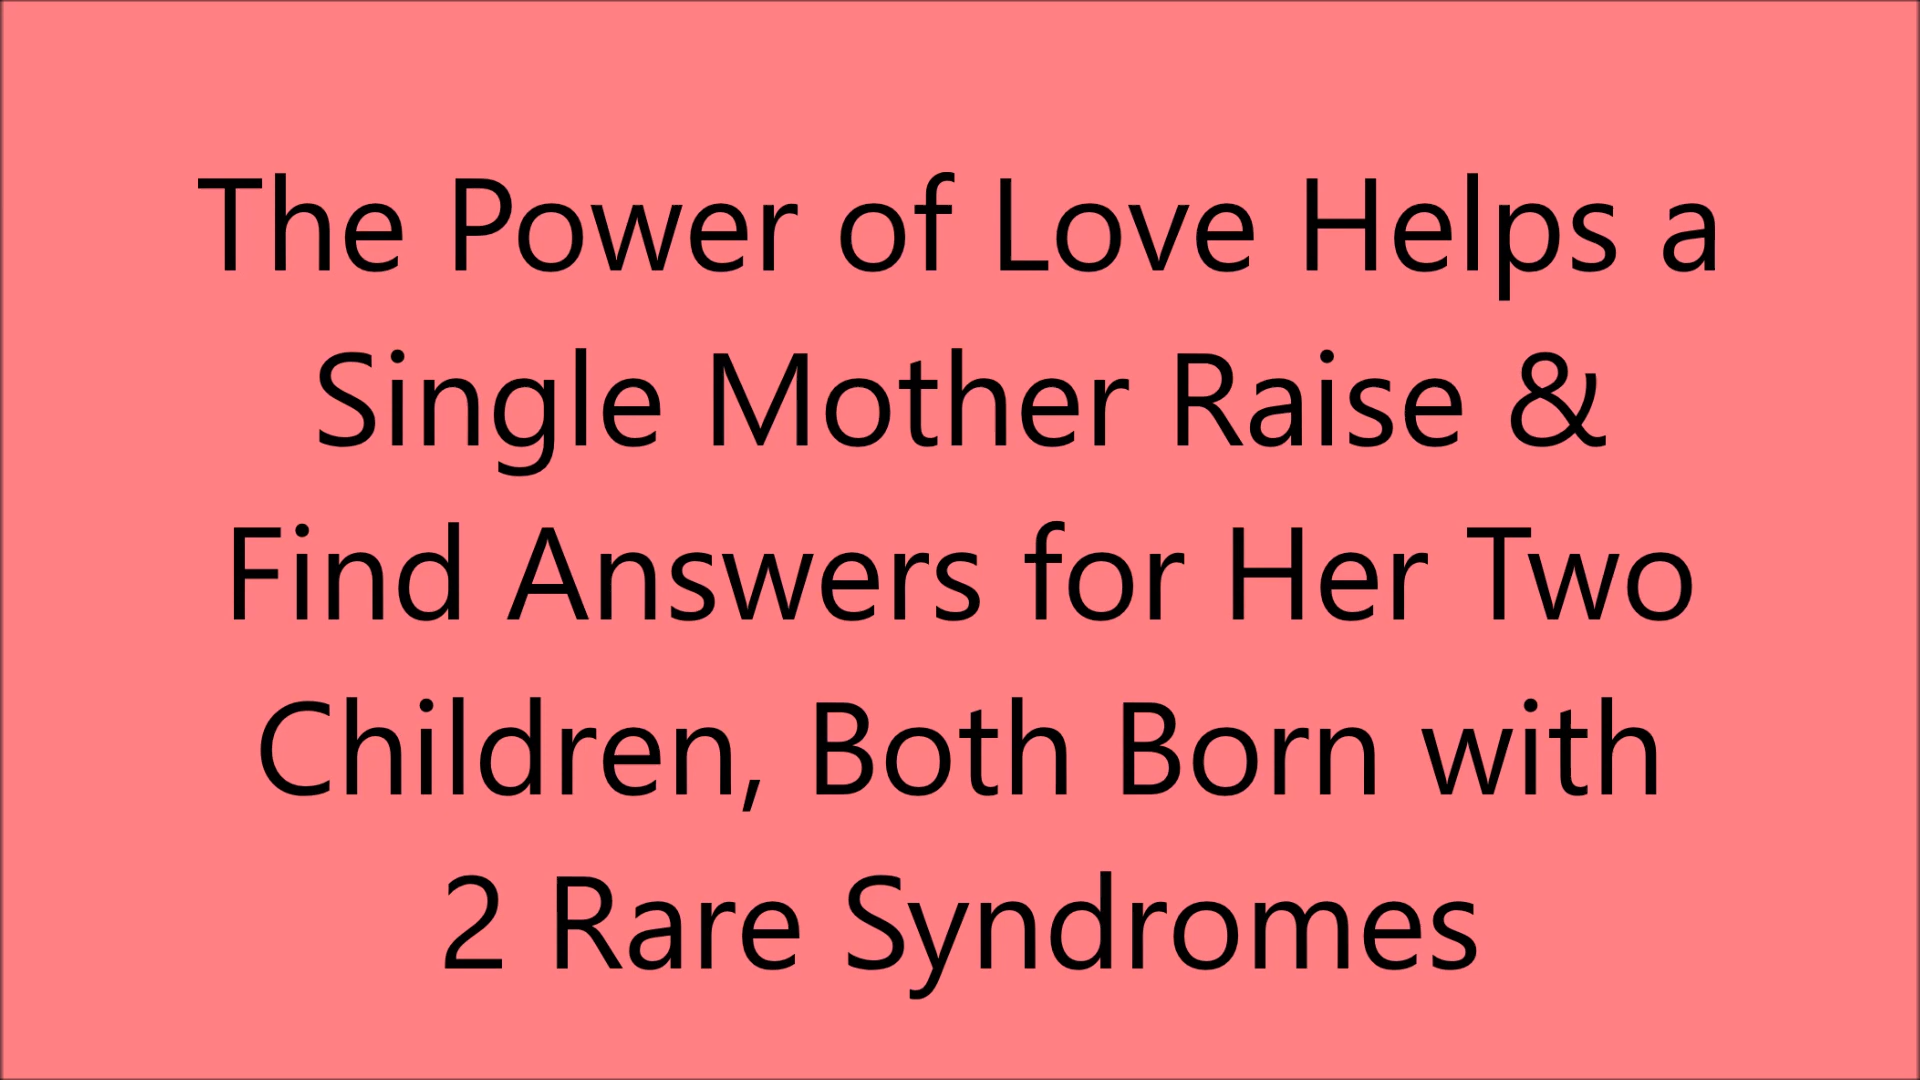 The Power of Love Helps a
Single Mother Raise &
Find Answers for Her Two
Children, Both Born with
2 Rare Syndromes